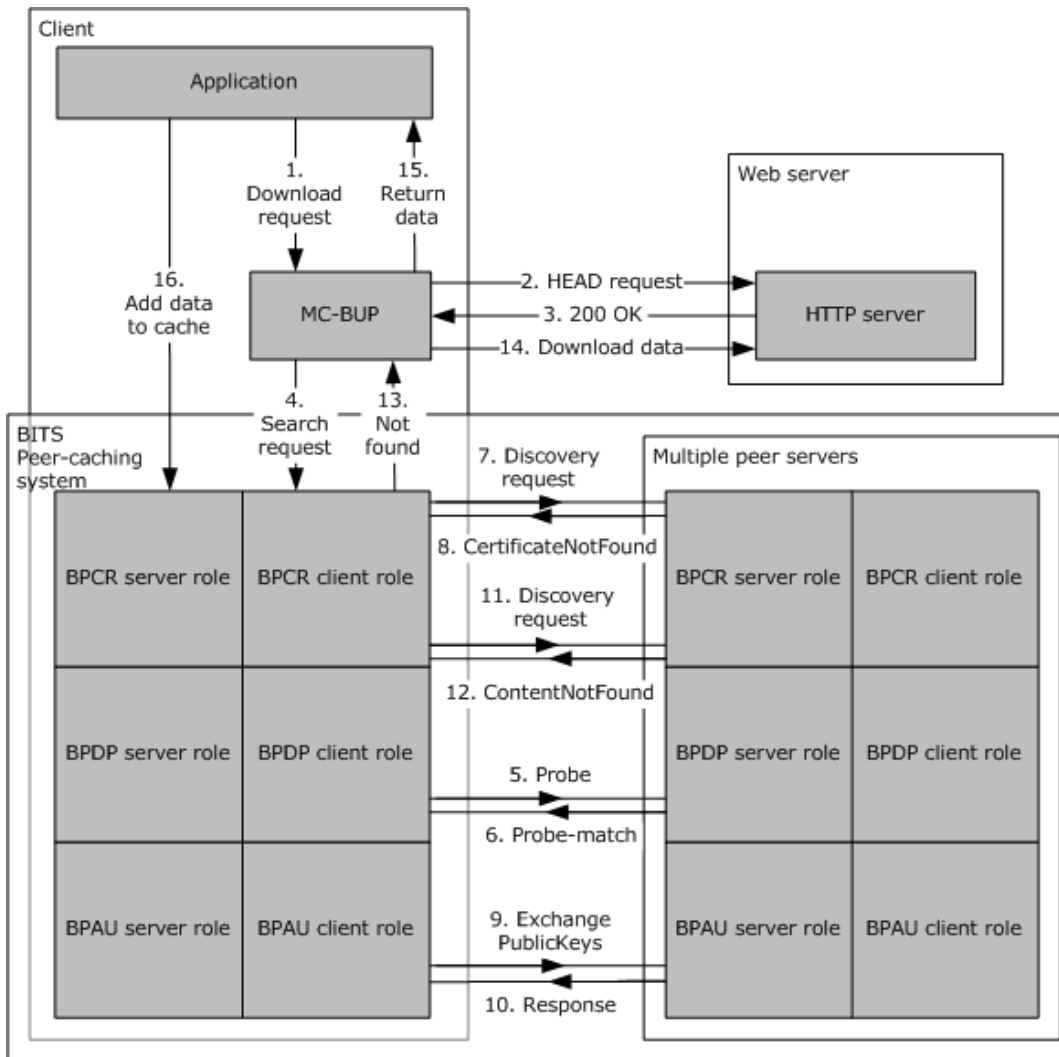 Client
Application
1.
Download
request
15.
Return
data
Web server
16.
Add data
to cache
MC-BUP
2. HEAD request
3. 200 OK
14. Download data
HTTP server
4.
Search
request
13.
Not
found
BITS
Peer-caching
system
7. Discovery
request
Multiple peer servers
8. CertificateNotFound
BPCR server role
BPCR client role
BPCR server role
BPCR client role
11. Discovery
request
12. ContentNotFound
BPDP server role
BPDP client role
BPDP server role
BPDP client role
5. Probe
6. Probe-match
9. Exchange
PublicKeys
BPAU server role
BPAU client role
BPAU server role
BPAU client role
10. Response